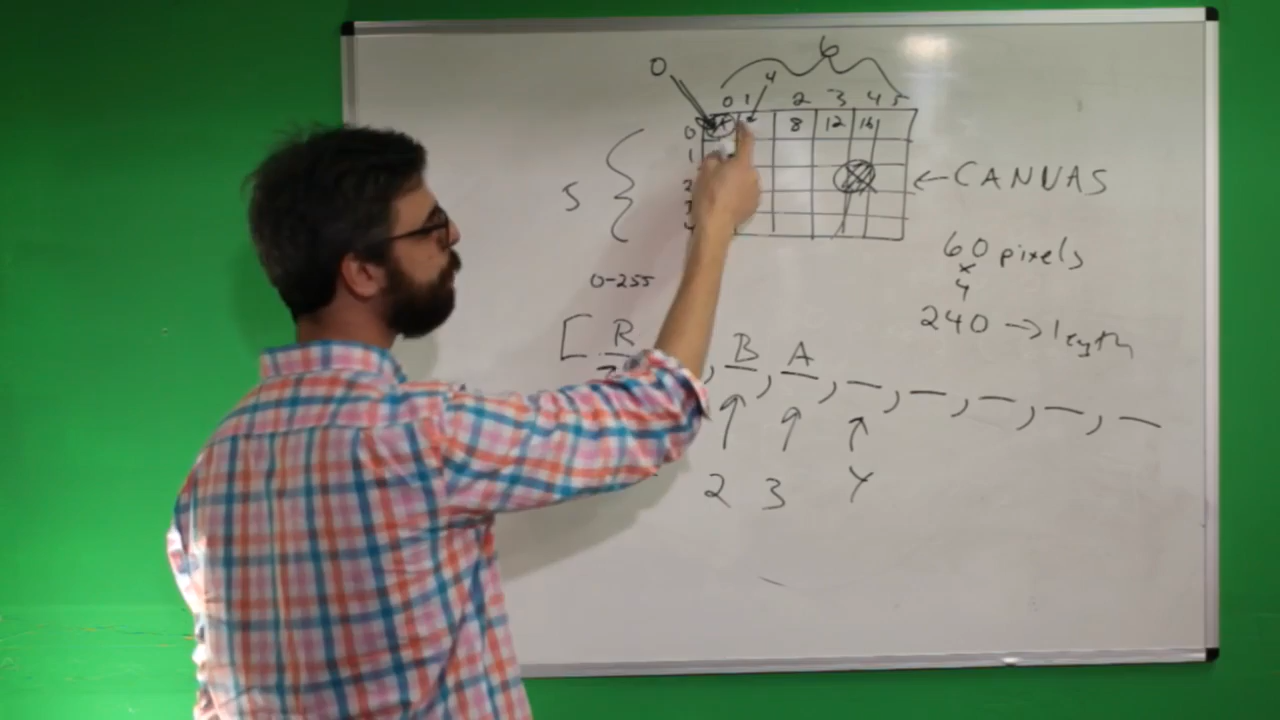 6
0 4
0 1 2 3 4 5
0 8 12 16
1
5 2 ← CANVAS
3
60 pixels
x
0-255 4
240 → length
[ R , B , A , _ , _ , _ , _ , _
2 3 4